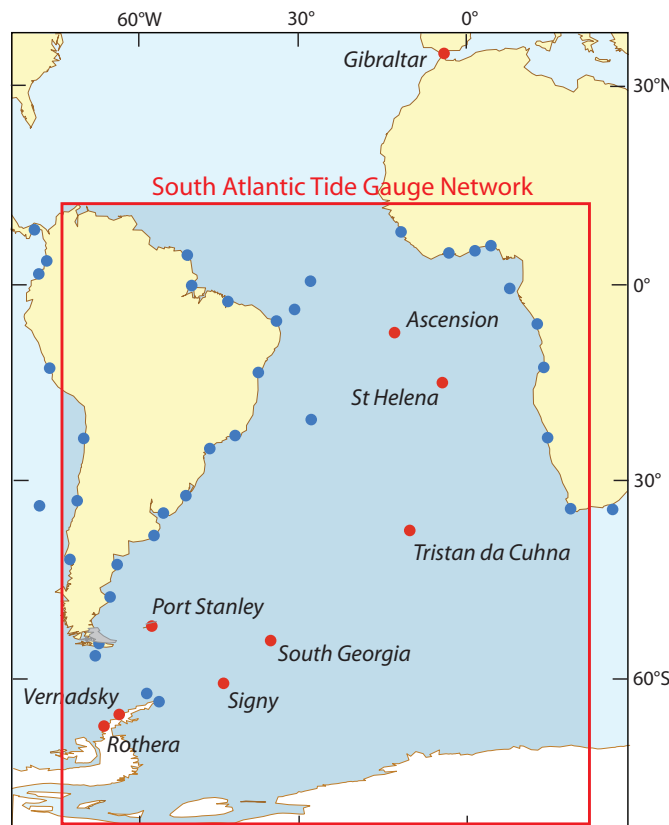 60°W
30°
0°
Gibraltar
30°N
South Atlantic Tide Gauge Network
0°
Ascension
St Helena
30°
Tristan da Cuhna
Port Stanley
South Georgia
Vernadsky
Signy
60°S
Rothera